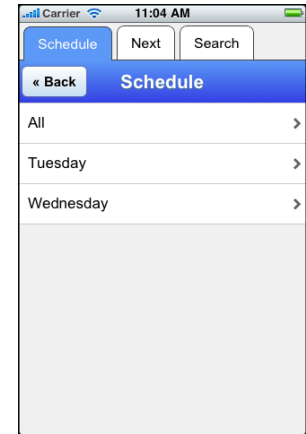 Carrier 11:04 AM
Schedule Next Search
« Back Schedule
All
Tuesday
Wednesday